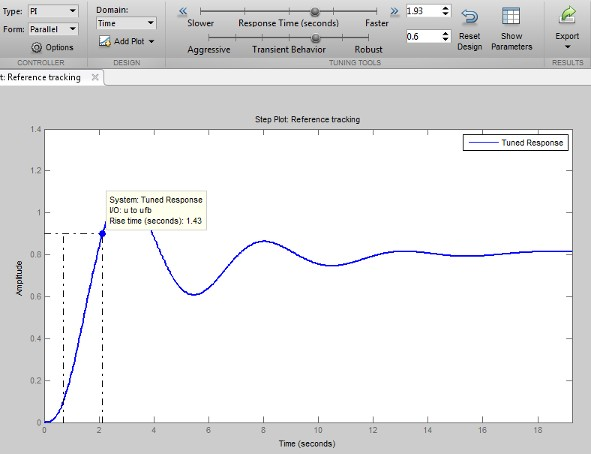 Type: PI
Form: Parallel
Options
CONTROLLER
Domain:
Time
Add Plot
DESIGN
Slower Response Time (seconds) Faster
1.93
Aggressive Transient Behavior Robust
0.6
Reset
Design
Show
Parameters
TUNING TOOLS
Export
RESULTS
t: Reference tracking
Step Plot: Reference tracking
Tuned Response
System: Tuned Response
I/O: u to ufb
Rise time (seconds): 1.43
Amplitude
1.4
1.2
1
0.8
0.6
0.4
0.2
0
0 2 4 6 8 10 12 14 16 18
Time (seconds)